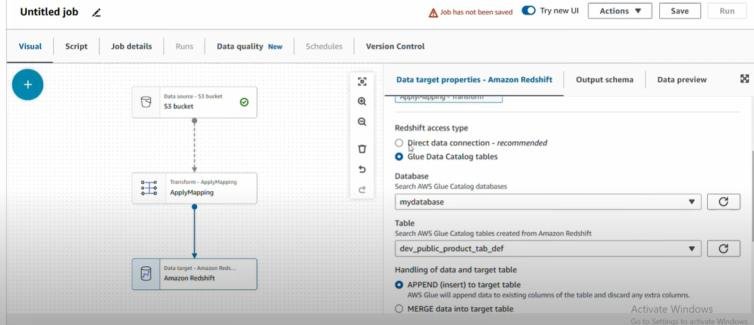 Untitled job
Job has not been saved
Try new UI
Actions ▼
Save
Run
Visual
Script
Job details
Runs
Data quality New
Schedules
Version Control
Data source - S3 bucket
S3 bucket
Transform - ApplyMapping
ApplyMapping
Data target - Amazon Reds...
Amazon Redshift
Data target properties - Amazon Redshift
Output schema
Data preview
ApplyMapping - Transform
Redshift access type
Direct data connection - recommended
Glue Data Catalog tables
Database
Search AWS Glue Catalog databases
mydatabase
Table
Search AWS Glue Catalog tables created from Amazon Redshift
dev_public_product_tab_def
Handling of data and target table
APPEND (insert) to target table
AWS Glue will append data to existing columns of the table and discard any extra columns.
MERGE data into target table
Activate Windows
Go to Settings to activate Windows.